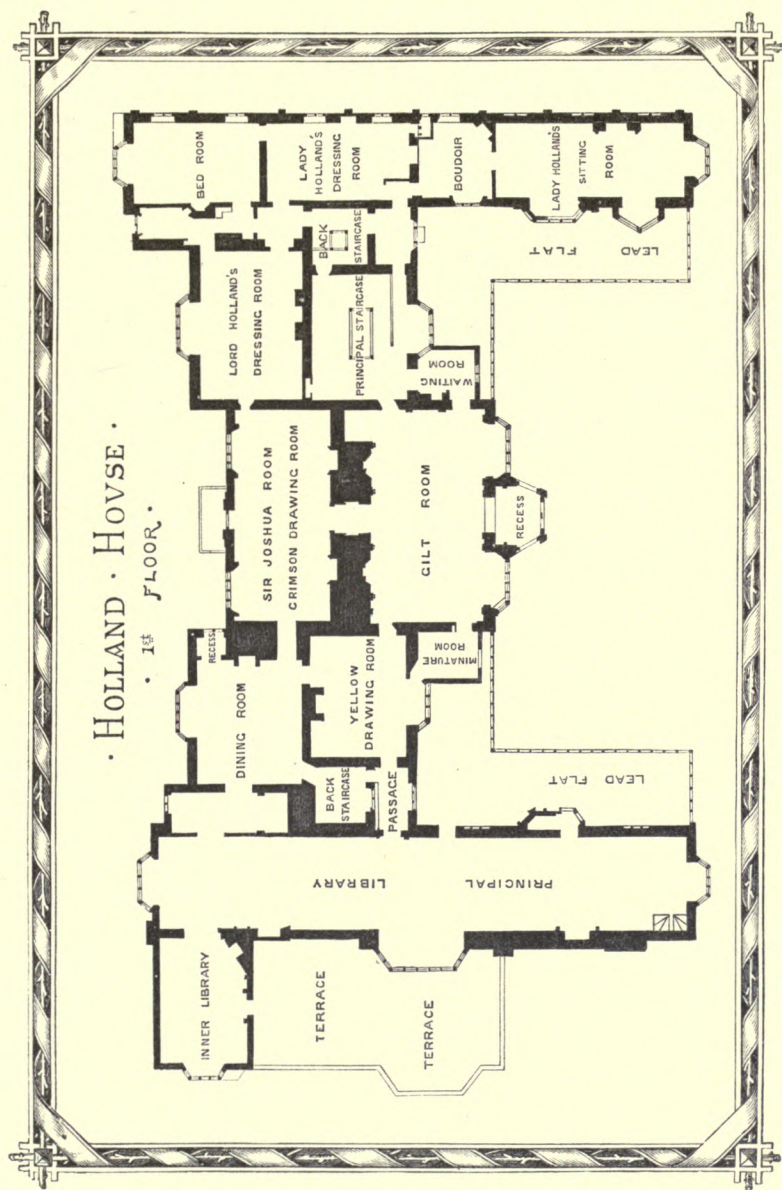 · HOLLAND · HOVSE ·
· 1st FLOOR ·
BED ROOM
LADY
HOLLAND'S
DRESSING
ROOM
BOUDOIR
LADY HOLLAND'S
SITTING
ROOM
BACK
STAIRCASE
LEAD FLAT
LORD HOLLAND'S
DRESSING ROOM
PRINCIPAL STAIRCASE
WAITING
ROOM
SIR JOSHUA ROOM
CRIMSON DRAWING ROOM
GILT ROOM
RECESS
RECESS
DINING ROOM
YELLOW
DRAWING ROOM
MINATURE
ROOM
BACK
STAIRCASE
PASSAGE
LEAD FLAT
PRINCIPAL LIBRARY
INNER LIBRARY
TERRACE
TERRACE